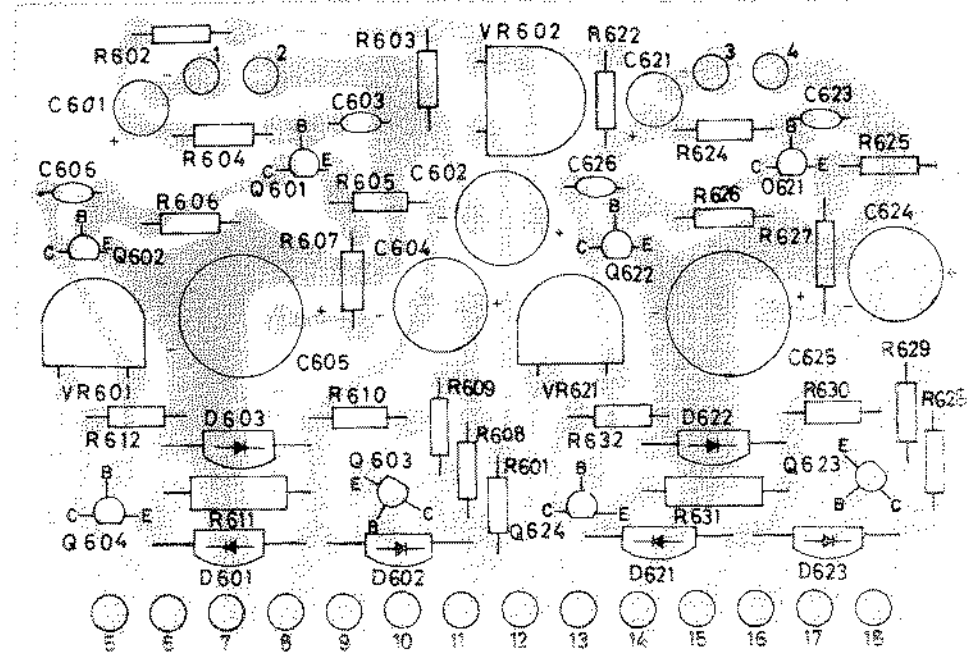 R602 1 2 R603 VR602 R622 C621 3 4
C601 C603 C623
R604 Q601 B E C R624 B E C Q621 R625
C606 R606 R605 C602 C626 R626 C624
B C E Q602 R607 C604 B C E Q622 R627
VR601 C605 VR621 C625 R629
R612 D603 R610 R609 R632 D622 R630
R608
B C E Q604 R611 Q603 E B C R601 Q624 B C E R631 Q623 E B C
D601 D602 D621 D623
5 6 7 8 9 10 11 12 13 14 15 16 17 18